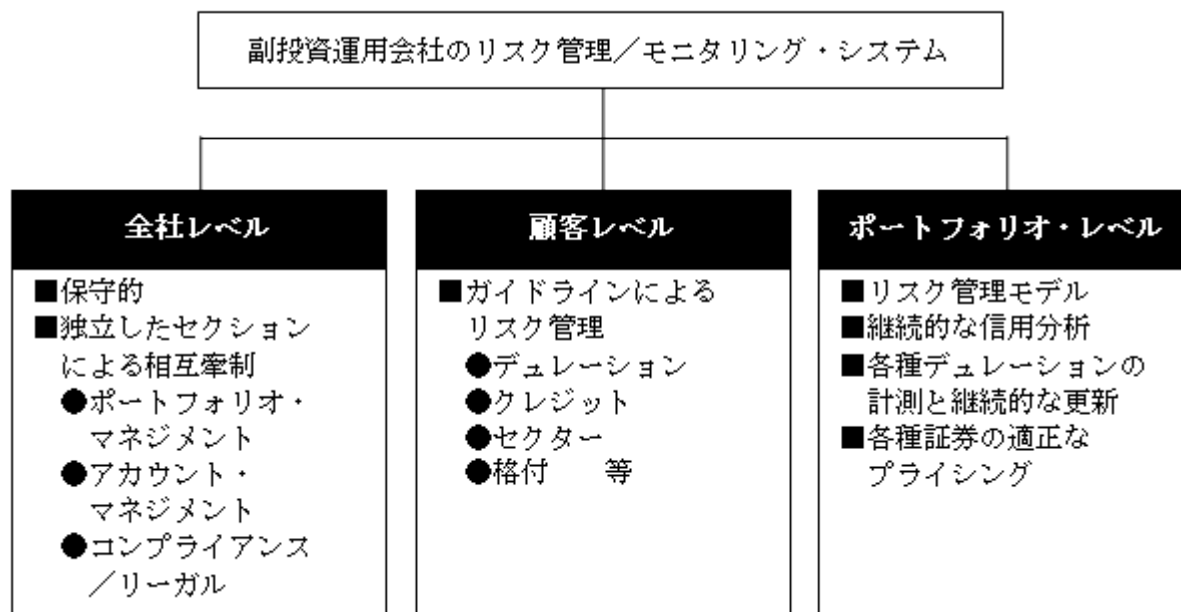 副投資運用会社のリスク管理／モニタリング・システム
全社レベル
■保守的
■独立したセクション
による相互牽制
●ポートフォリオ・
マネジメント
●アカウント・
マネジメント
●コンプライアンス
／リーガル
顧客レベル
■ガイドラインによる
リスク管理
●デュレーション
●クレジット
●セクター
●格付　等
ポートフォリオ・レベル
■リスク管理モデル
■継続的な信用分析
■各種デュレーションの
計測と継続的な更新
■各種証券の適正な
プライシング